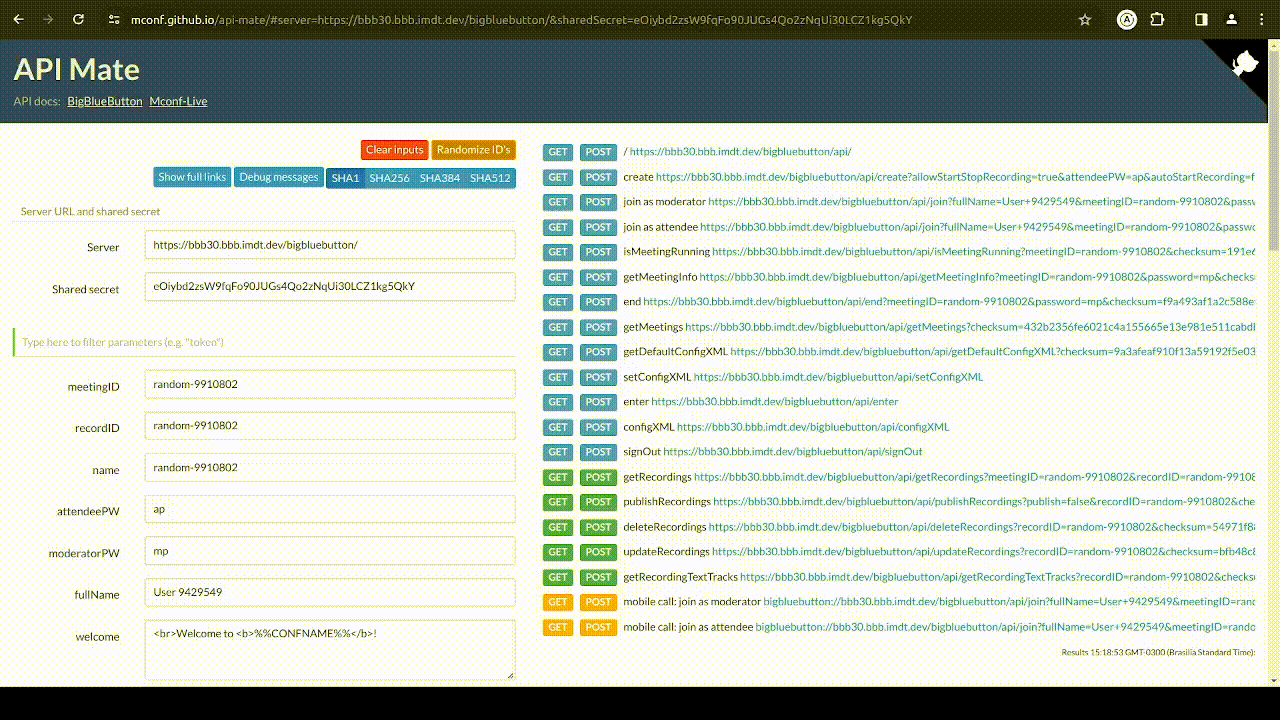 mconf.github.io/api-mate/#server=https://bbb30.bbb.imdt.dev/bigbluebutton/&sharedSecret=eOiybd2zsW9fqFo90JUGs4Qo2zNqUi30LCZ1kg5QkY
API Mate
API docs: BigBlueButton Mconf-Live
Clear inputs Randomize ID's
Show full links Debug messages SHA1 SHA256 SHA384 SHA512
Server URL and shared secret
Server https://bbb30.bbb.imdt.dev/bigbluebutton/
Shared secret eOiybd2zsW9fqFo90JUGs4Qo2zNqUi30LCZ1kg5QkY
Type here to filter parameters (e.g. "token")
meetingID random-9910802
recordID random-9910802
name random-9910802
attendeePW ap
moderatorPW mp
fullName User 9429549
welcome <br>Welcome to <b>%%CONFNAME%%</b>!
GET POST / https://bbb30.bbb.imdt.dev/bigbluebutton/api/
GET POST create https://bbb30.bbb.imdt.dev/bigbluebutton/api/create?allowStartStopRecording=true&attendeePW=ap&autoStartRecording=f
GET POST join as moderator https://bbb30.bbb.imdt.dev/bigbluebutton/api/join?fullName=User+9429549&meetingID=random-9910802&passw
GET POST join as attendee https://bbb30.bbb.imdt.dev/bigbluebutton/api/join?fullName=User+9429549&meetingID=random-9910802&passwo
GET POST isMeetingRunning https://bbb30.bbb.imdt.dev/bigbluebutton/api/isMeetingRunning?meetingID=random-9910802&checksum=191e6
GET POST getMeetingInfo https://bbb30.bbb.imdt.dev/bigbluebutton/api/getMeetingInfo?meetingID=random-9910802&password=mp&checks
GET POST end https://bbb30.bbb.imdt.dev/bigbluebutton/api/end?meetingID=random-9910802&password=mp&checksum=f9a493af1a2c588e
GET POST getMeetings https://bbb30.bbb.imdt.dev/bigbluebutton/api/getMeetings?checksum=432b2356fe6021c4a155665e13e981e511cabdl
GET POST getDefaultConfigXML https://bbb30.bbb.imdt.dev/bigbluebutton/api/getDefaultConfigXML?checksum=9a3afeaf910f13a59192f5e03
GET POST setConfigXML https://bbb30.bbb.imdt.dev/bigbluebutton/api/setConfigXML
GET POST enter https://bbb30.bbb.imdt.dev/bigbluebutton/api/enter
GET POST configXML https://bbb30.bbb.imdt.dev/bigbluebutton/api/configXML
GET POST signOut https://bbb30.bbb.imdt.dev/bigbluebutton/api/signOut
GET POST getRecordings https://bbb30.bbb.imdt.dev/bigbluebutton/api/getRecordings?meetingID=random-9910802&recordID=random-99108
GET POST publishRecordings https://bbb30.bbb.imdt.dev/bigbluebutton/api/publishRecordings?publish=false&recordID=random-9910802&che
GET POST deleteRecordings https://bbb30.bbb.imdt.dev/bigbluebutton/api/deleteRecordings?recordID=random-9910802&checksum=54971f8
GET POST updateRecordings https://bbb30.bbb.imdt.dev/bigbluebutton/api/updateRecordings?recordID=random-9910802&checksum=bfb48c8
GET POST getRecordingTextTracks https://bbb30.bbb.imdt.dev/bigbluebutton/api/getRecordingTextTracks?recordID=random-9910802&checksu
GET POST mobile call: join as moderator bigbluebutton://bbb30.bbb.imdt.dev/bigbluebutton/api/join?fullName=User+9429549&meetingID=rand
GET POST mobile call: join as attendee bigbluebutton://bbb30.bbb.imdt.dev/bigbluebutton/api/join?fullName=User+9429549&meetingID=rando
Results 15:18:53 GMT-0300 (Brasilia Standard Time):